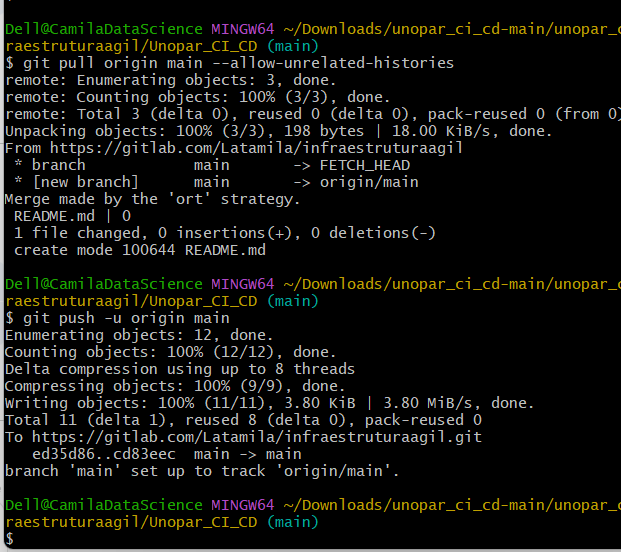 Dell@CamilaDataScience MINGW64 ~/Downloads/unopar_ci_cd-main/unopar_c
raestruturaagil/Unopar_CI_CD (main)
$ git pull origin main --allow-unrelated-histories
remote: Enumerating objects: 3, done.
remote: Counting objects: 100% (3/3), done.
remote: Total 3 (delta 0), reused 0 (delta 0), pack-reused 0 (from 0)
Unpacking objects: 100% (3/3), 198 bytes | 18.00 KiB/s, done.
From https://gitlab.com/Latamila/infraestruturaagil
 * branch            main       -> FETCH_HEAD
 * [new branch]      main       -> origin/main
Merge made by the 'ort' strategy.
 README.md | 0
 1 file changed, 0 insertions(+), 0 deletions(-)
 create mode 100644 README.md
Dell@CamilaDataScience MINGW64 ~/Downloads/unopar_ci_cd-main/unopar_c
raestruturaagil/Unopar_CI_CD (main)
$ git push -u origin main
Enumerating objects: 12, done.
Counting objects: 100% (12/12), done.
Delta compression using up to 8 threads
Compressing objects: 100% (9/9), done.
Writing objects: 100% (11/11), 3.80 KiB | 3.80 MiB/s, done.
Total 11 (delta 1), reused 8 (delta 0), pack-reused 0
To https://gitlab.com/Latamila/infraestruturaagil.git
   ed35d86..cd83eec  main -> main
branch 'main' set up to track 'origin/main'.
Dell@CamilaDataScience MINGW64 ~/Downloads/unopar_ci_cd-main/unopar_c
raestruturaagil/Unopar_CI_CD (main)
$